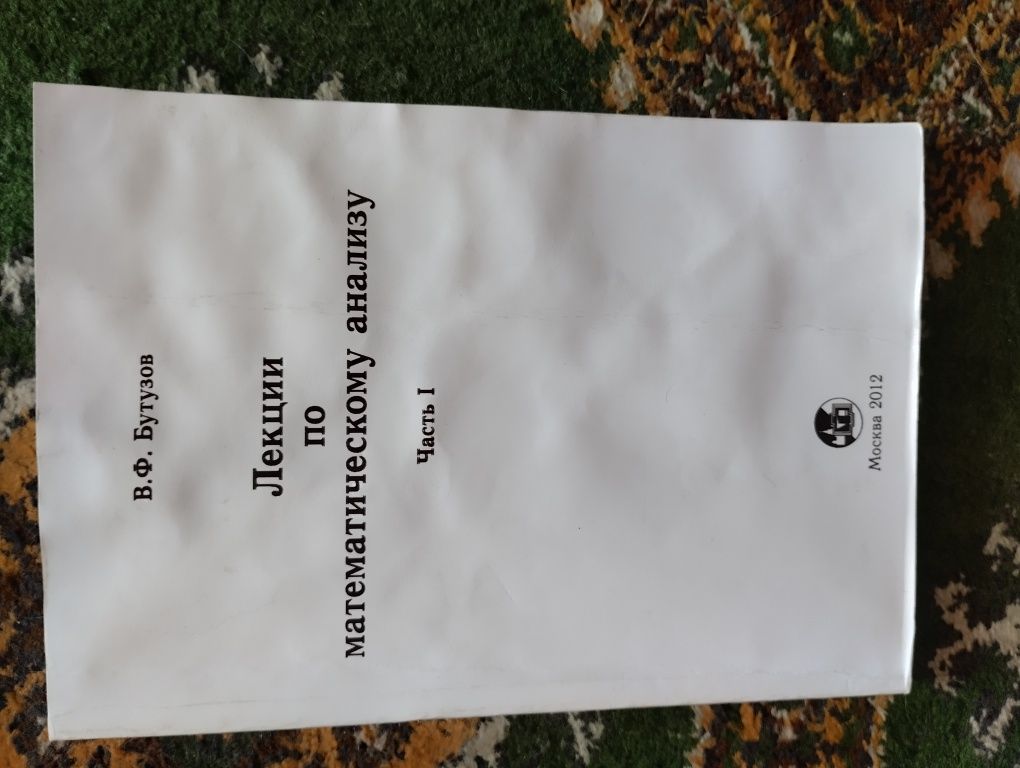 В.Ф. Бутузов
Лекции
по
математическому анализу
Часть I
Москва 2012